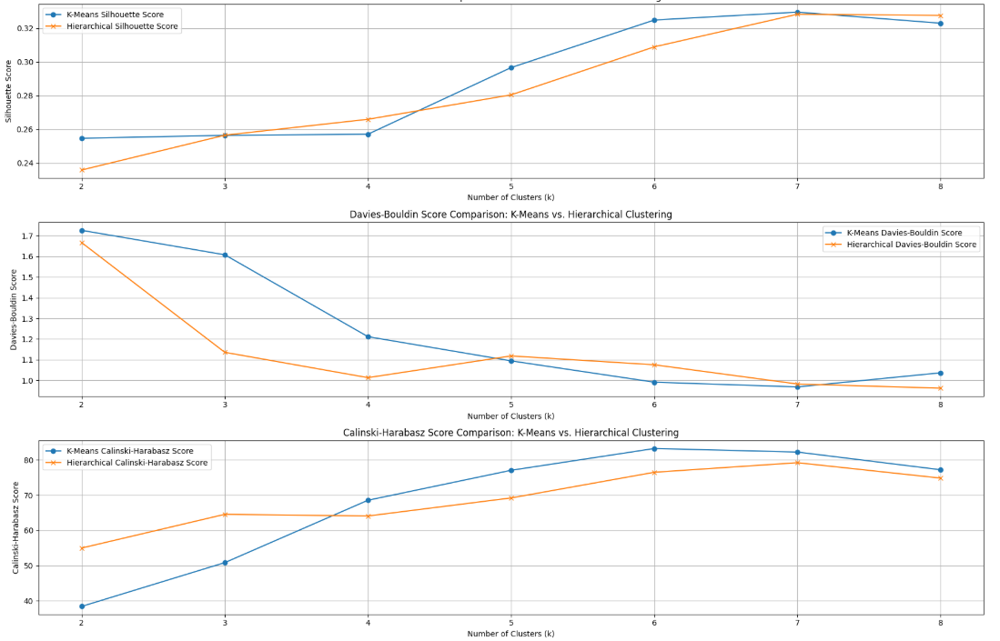 K-Means Silhouette Score
Hierarchical Silhouette Score
Silhouette Score
0.32
0.30
0.28
0.26
0.24
2 3 4 5 6 7 8
Number of Clusters (k)
Davies-Bouldin Score Comparison: K-Means vs. Hierarchical Clustering
K-Means Davies-Bouldin Score
Hierarchical Davies-Bouldin Score
Davies-Bouldin Score
1.7
1.6
1.5
1.4
1.3
1.2
1.1
1.0
2 3 4 5 6 7 8
Number of Clusters (k)
Calinski-Harabasz Score Comparison: K-Means vs. Hierarchical Clustering
K-Means Calinski-Harabasz Score
Hierarchical Calinski-Harabasz Score
Calinski-Harabasz Score
80
70
60
50
40
2 3 4 5 6 7 8
Number of Clusters (k)